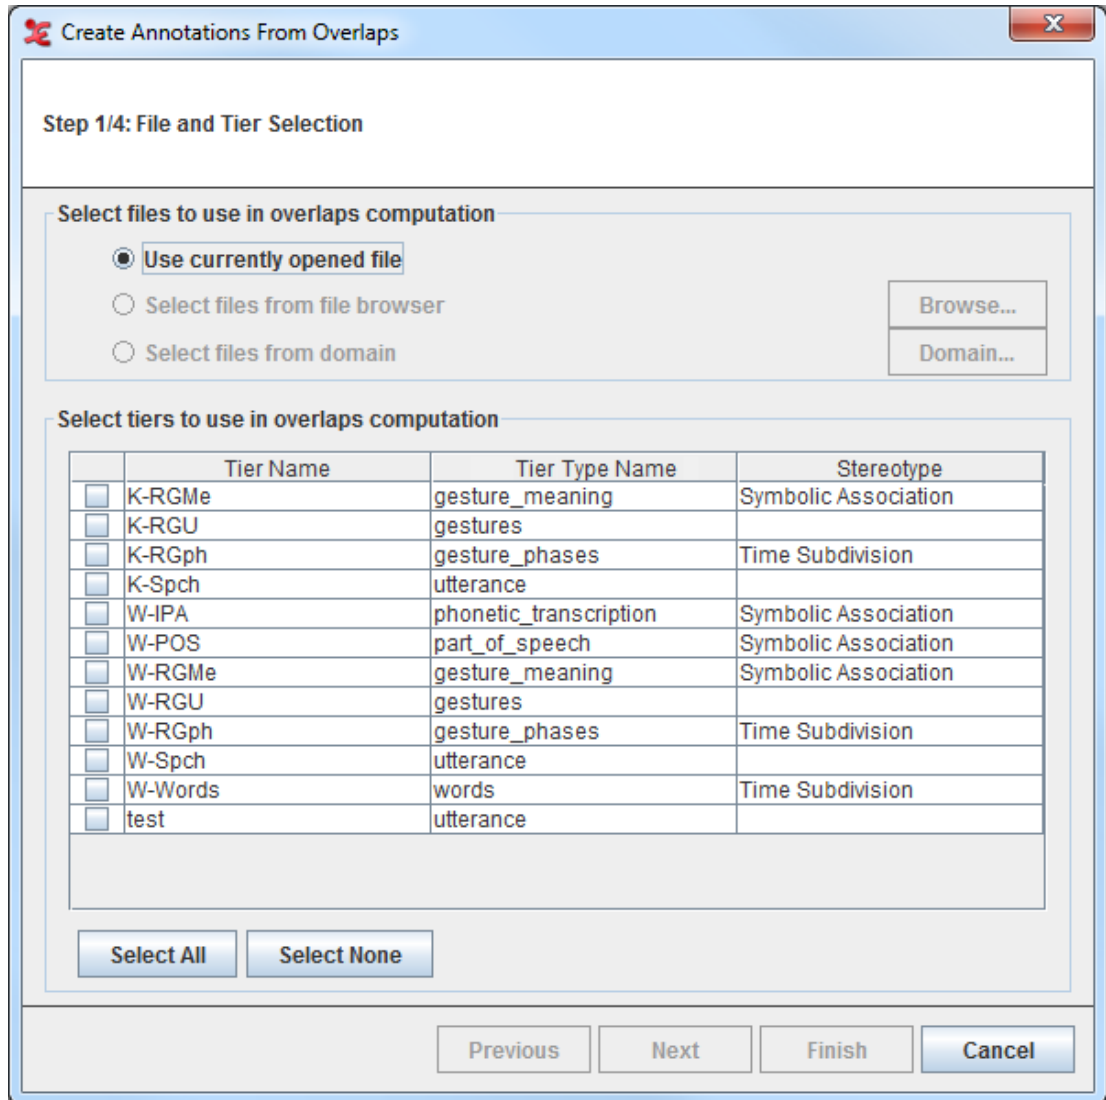 Create Annotations From Overlaps
Step 1/4: File and Tier Selection
Select files to use in overlaps computation
Use currently opened file
Select files from file browser Browse...
Select files from domain Domain...
Select tiers to use in overlaps computation
Tier Name Tier Type Name Stereotype
K-RGMe gesture_meaning Symbolic Association
K-RGU gestures
K-RGph gesture_phases Time Subdivision
K-Spch utterance
W-IPA phonetic_transcription Symbolic Association
W-POS part_of_speech Symbolic Association
W-RGMe gesture_meaning Symbolic Association
W-RGU gestures
W-RGph gesture_phases Time Subdivision
W-Spch utterance
W-Words words Time Subdivision
test utterance
Select All Select None
Previous Next Finish Cancel